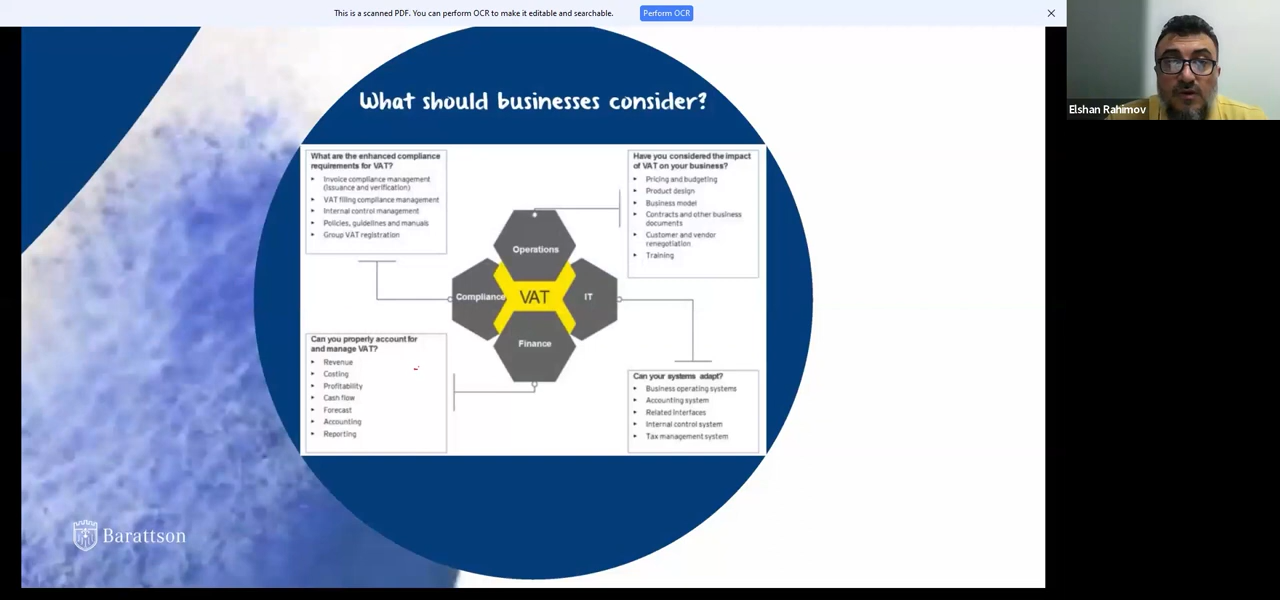 This is a scanned PDF. You can perform OCR to make it editable and searchable.
Perform OCR
Elshan Rahimov
What should businesses consider?
What are the enhanced compliance
requirements for VAT?
Invoice compliance management
(issuance and verification)
VAT filing compliance management
Internal control management
Policies, guidelines and manuals
Group VAT registration
Have you considered the impact
of VAT on your business?
Pricing and budgeting
Product design
Business model
Contracts and other business
documents
Customer and vendor
renegotiation
Training
Operations
Compliance
VAT
IT
Finance
Can you properly account for
and manage VAT?
Revenue
Costing
Profitability
Cash flow
Forecast
Accounting
Reporting
Can your systems adapt?
Business operating systems
Accounting system
Related interfaces
Internal control system
Tax management system
Barattson